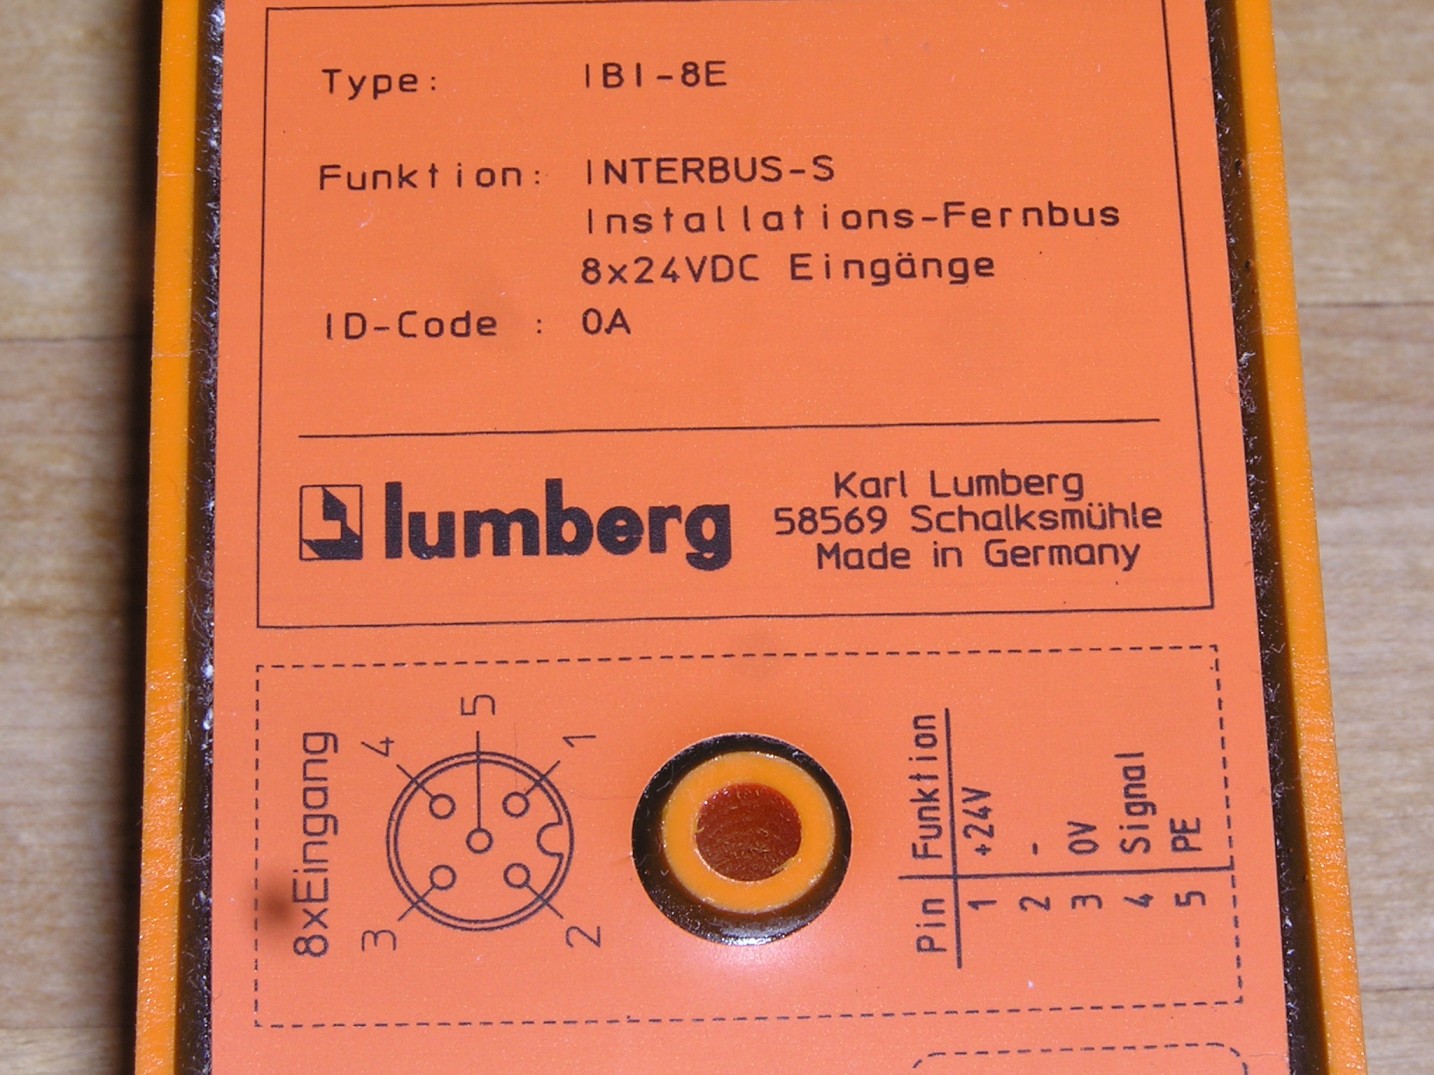 Type: IBI-8E
Funktion: INTERBUS-S
Installations-Fernbus
8x24VDC Eingänge
ID-Code : 0A
lumberg
Karl Lumberg
58569 Schalksmühle
Made in Germany
8xEingang
4
5
1
3
2
Pin Funktion
1 +24V
2 -
3 0V
4 Signal
5 PE